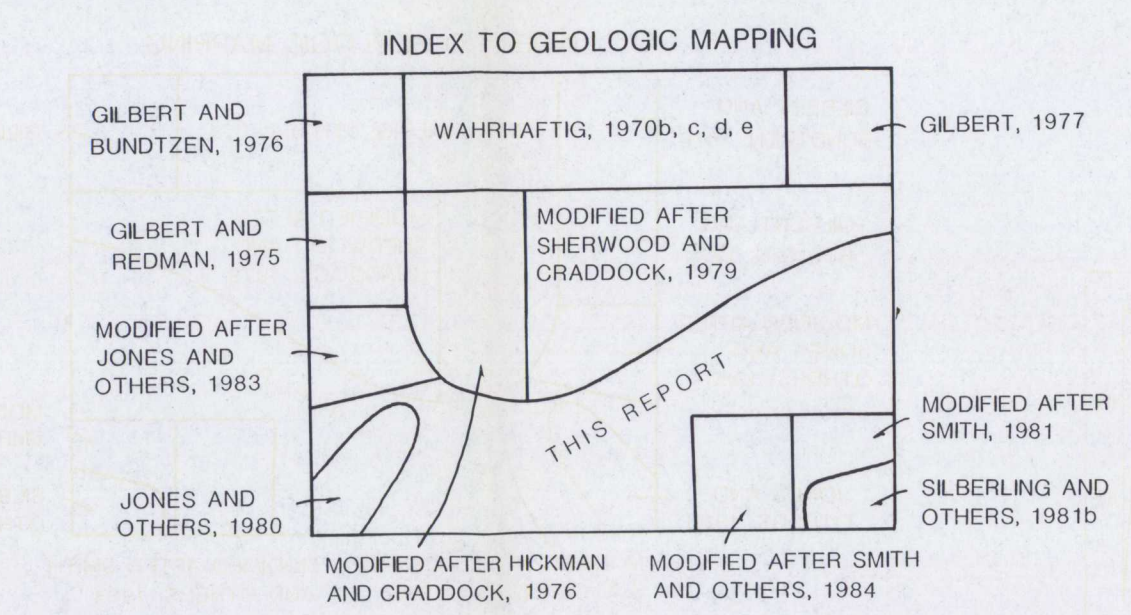 INDEX TO GEOLOGIC MAPPING
GILBERT AND
BUNDTZEN, 1976
WAHRHAFTIG, 1970b, c, d, e
GILBERT, 1977
GILBERT AND
REDMAN, 1975
MODIFIED AFTER
SHERWOOD AND
CRADDOCK, 1979
MODIFIED AFTER
JONES AND
OTHERS, 1983
THIS REPORT
MODIFIED AFTER
SMITH, 1981
JONES AND
OTHERS, 1980
SILBERLING AND
OTHERS, 1981b
MODIFIED AFTER HICKMAN
AND CRADDOCK, 1976
MODIFIED AFTER SMITH
AND OTHERS, 1984